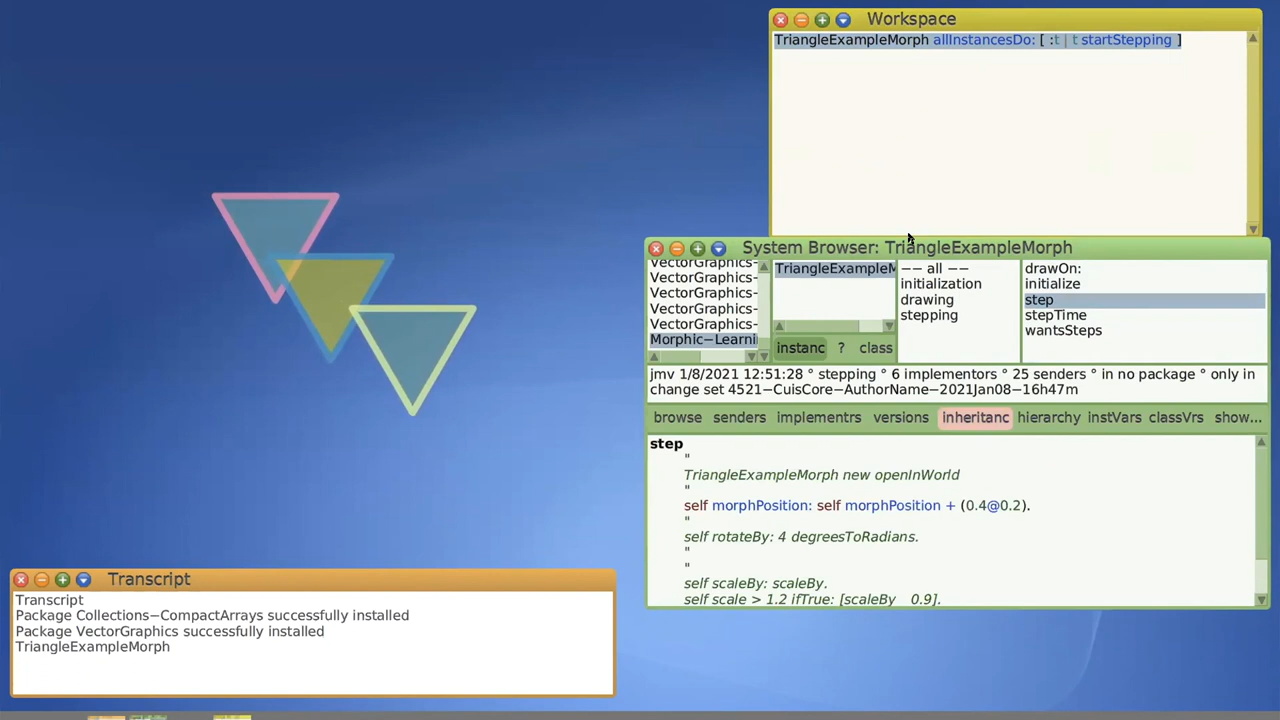 Workspace
TriangleExampleMorph allInstancesDo: [ :t | t startStepping ]
System Browser: TriangleExampleMorph
VectorGraphics-
VectorGraphics-
VectorGraphics-
VectorGraphics-
VectorGraphics-
Morphic-Learni
TriangleExampleM
instanc ? class
-- all --
initialization
drawing
stepping
drawOn:
initialize
step
stepTime
wantsSteps
jmv 1/8/2021 12:51:28 ° stepping ° 6 implementors ° 25 senders ° in no package ° only in
change set 4521-CuisCore-AuthorName-2021Jan08-16h47m
browse senders implementrs versions inheritanc hierarchy instVars classVrs show...
step
"
TriangleExampleMorph new openInWorld
"
self morphPosition: self morphPosition + (0.4@0.2).
"
self rotateBy: 4 degreesToRadians.
"
"
self scaleBy: scaleBy.
self scale > 1.2 ifTrue: [scaleBy 0.9].
Transcript
Transcript
Package Collections-CompactArrays successfully installed
Package VectorGraphics successfully installed
TriangleExampleMorph